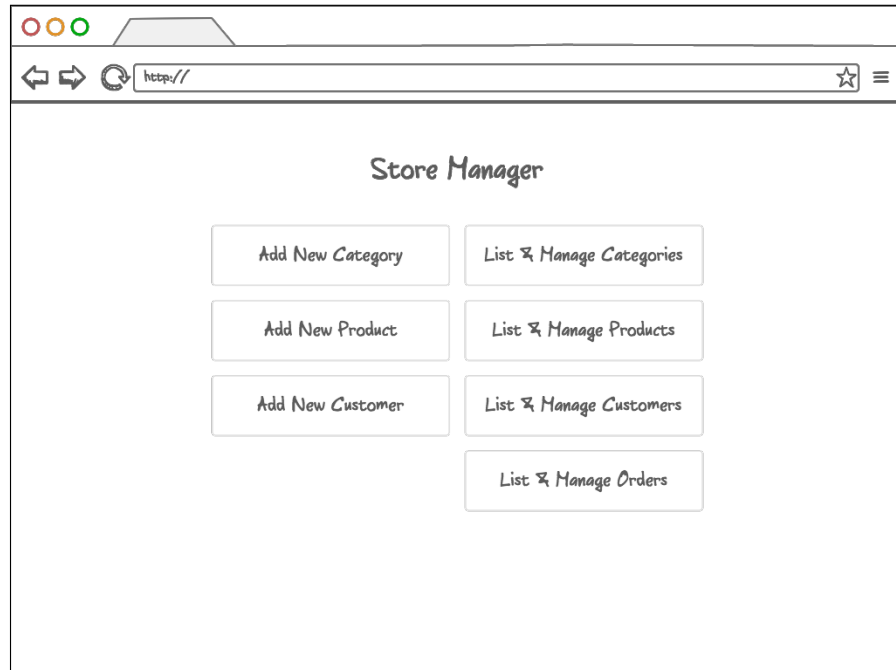 http://
Store Manager
Add New Category
List & Manage Categories
Add New Product
List & Manage Products
Add New Customer
List & Manage Customers
List & Manage Orders